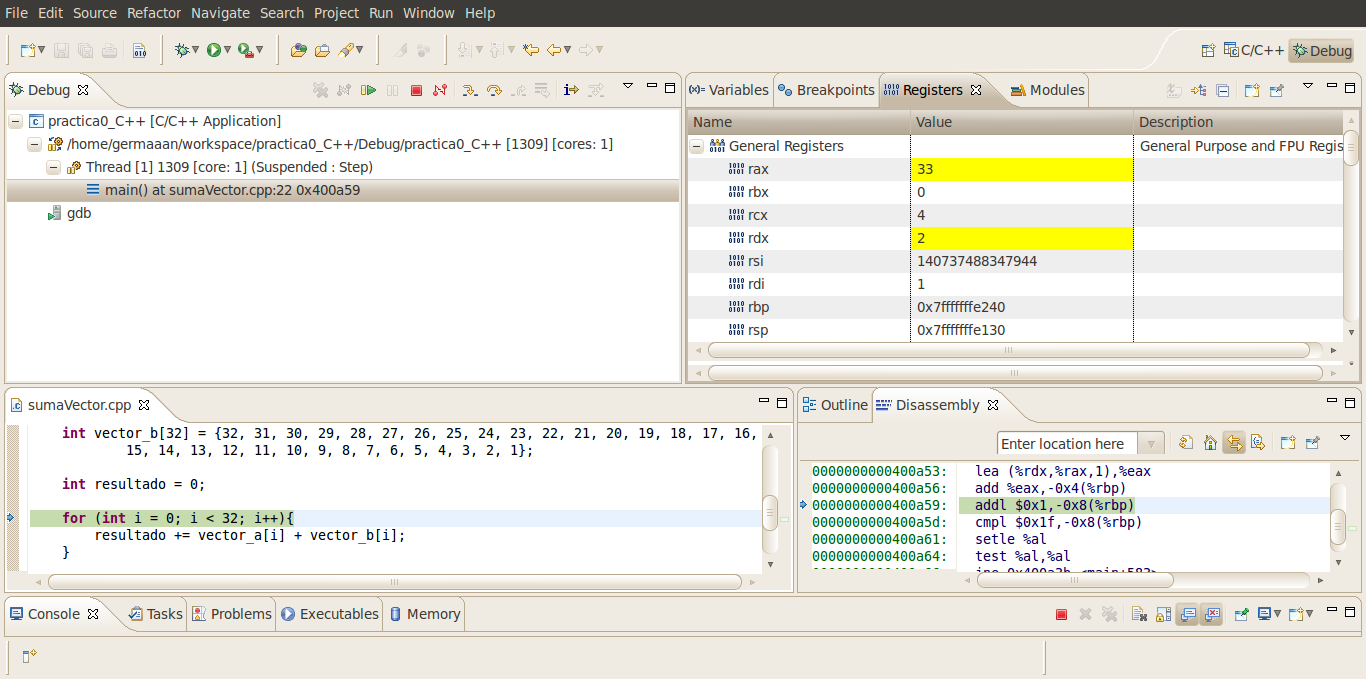 File Edit Source Refactor Navigate Search Project Run Window Help
C/C++ Debug
Debug
practica0_C++ [C/C++ Application]
/home/germaaan/workspace/practica0_C++/Debug/practica0_C++ [1309] [cores: 1]
Thread [1] 1309 [core: 1] (Suspended : Step)
main() at sumaVector.cpp:22 0x400a59
gdb
(x)= Variables Breakpoints Registers Modules
Name Value Description
General Registers General Purpose and FPU Regis
rax 33
rbx 0
rcx 4
rdx 2
rsi 140737488347944
rdi 1
rbp 0x7fffffffe240
rsp 0x7fffffffe130
sumaVector.cpp
int vector_b[32] = {32, 31, 30, 29, 28, 27, 26, 25, 24, 23, 22, 21, 20, 19, 18, 17, 16,
15, 14, 13, 12, 11, 10, 9, 8, 7, 6, 5, 4, 3, 2, 1};
int resultado = 0;
for (int i = 0; i < 32; i++){
resultado += vector_a[i] + vector_b[i];
}
Outline Disassembly
Enter location here
0000000000400a53: lea (%rdx,%rax,1),%eax
0000000000400a56: add %eax,-0x4(%rbp)
0000000000400a59: addl $0x1,-0x8(%rbp)
0000000000400a5d: cmpl $0x1f,-0x8(%rbp)
0000000000400a61: setle %al
0000000000400a64: test %al,%al
Console Tasks Problems Executables Memory